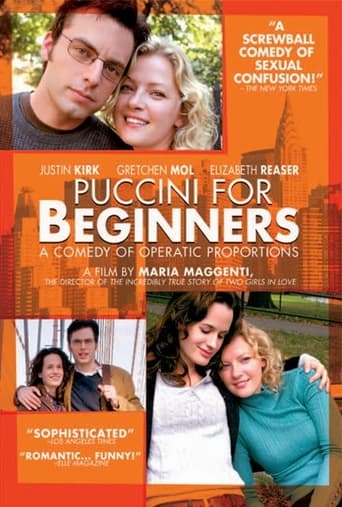 "A
SCREWBALL
COMEDY OF
SEXUAL
CONFUSION!"
–THE NEW YORK TIMES
JUSTIN KIRK GRETCHEN MOL ELIZABETH REASER
PUCCINI FOR
BEGINNERS
A COMEDY OF OPERATIC PROPORTIONS
A FILM BY MARIA MAGGENTI,
THE DIRECTOR OF THE INCREDIBLY TRUE STORY OF TWO GIRLS IN LOVE
"SOPHISTICATED"
–LOS ANGELES TIMES
"ROMANTIC... FUNNY!"
–ELLE MAGAZINE